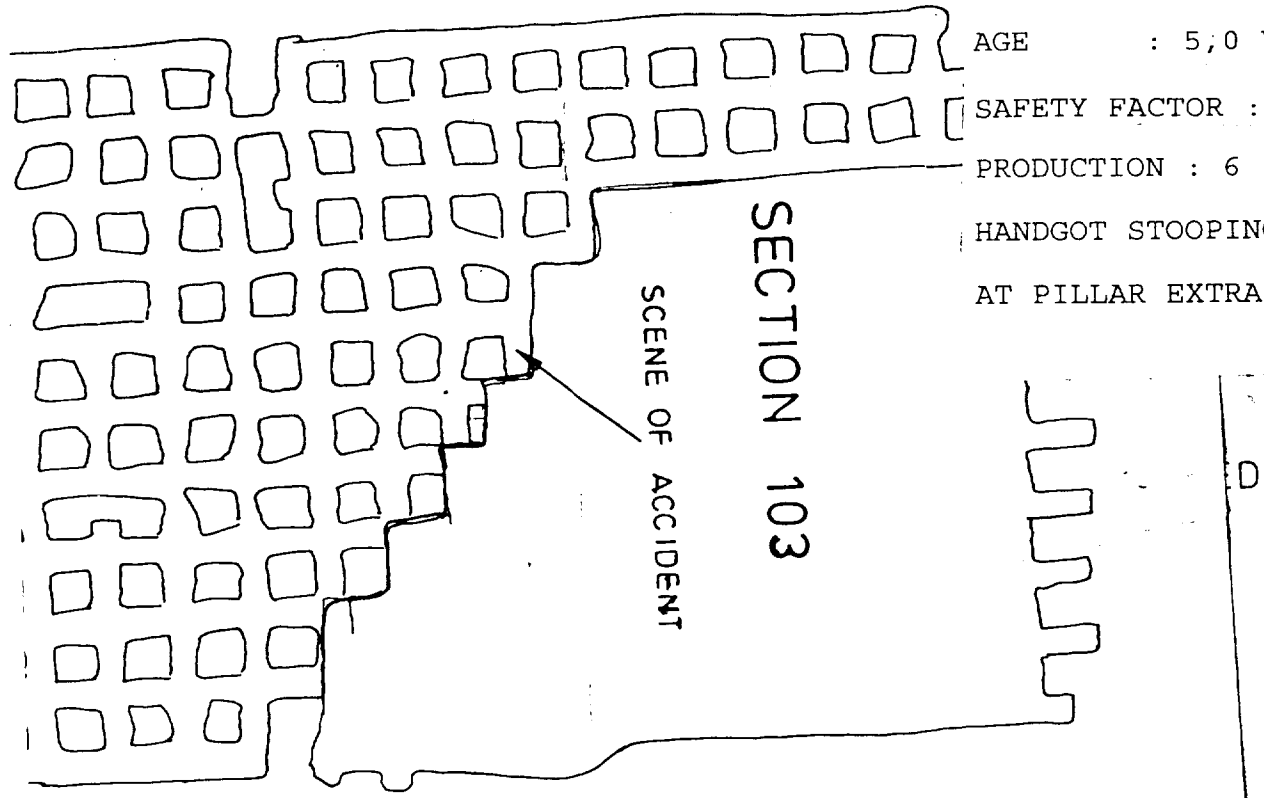 AGE : 5,0
SAFETY FACTOR :
PRODUCTION : 6
HANDGOT STOOPING
AT PILLAR EXTRA
SECTION 103
SCENE OF ACCIDENT
D